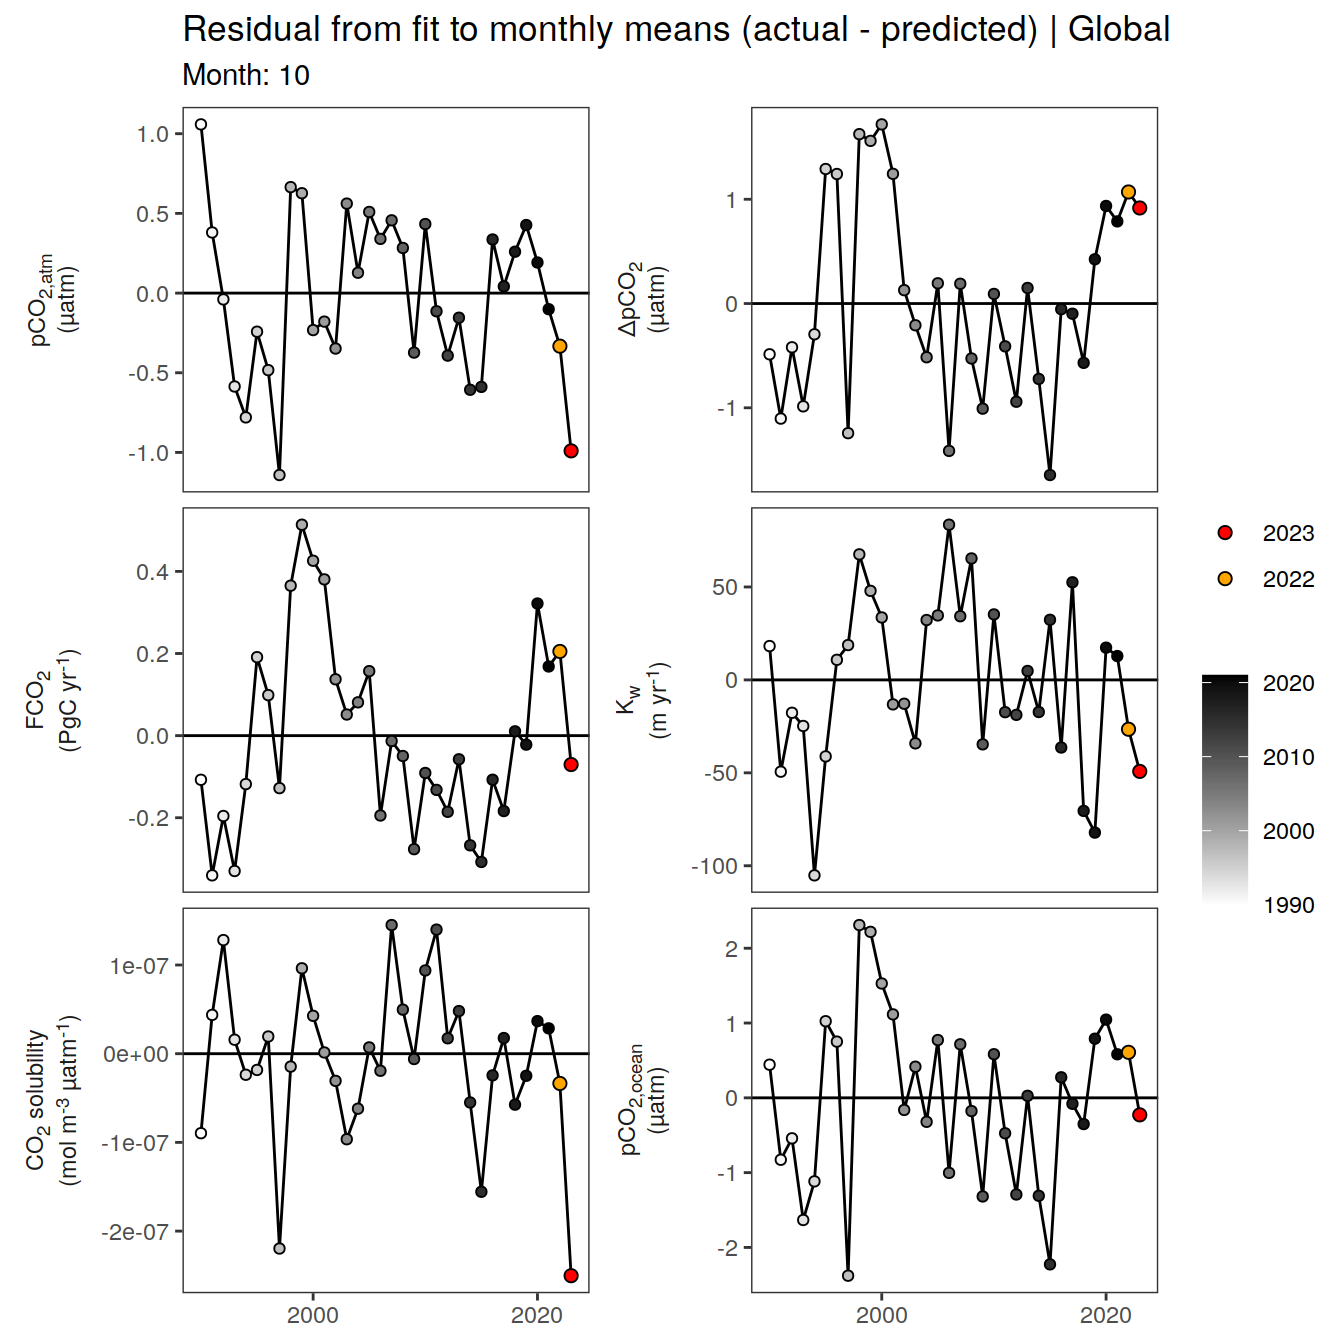 Residual from fit to monthly means (actual - predicted) | Global
Month: 10
pCO2,atm
(µatm)
1.0
0.5
0.0
-0.5
-1.0
ΔpCO2
(µatm)
1
0
-1
FCO2
(PgC yr-1)
0.4
0.2
0.0
-0.2
Kw
(m yr-1)
50
0
-50
-100
CO2 solubility
(mol m-3 µatm-1)
1e-07
0e+00
-1e-07
-2e-07
2000
2020
pCO2,ocean
(µatm)
2
1
0
-1
-2
2000
2020
2023
2022
2020
2010
2000
1990